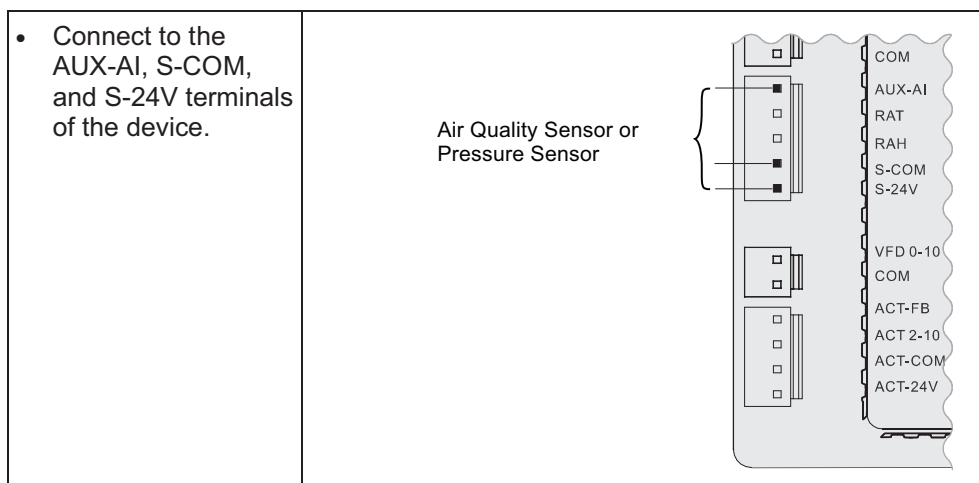 • Connect to the
AUX-AI, S-COM,
and S-24V terminals
of the device.
Air Quality Sensor or
Pressure Sensor
COM
AUX-AI
RAT
RAH
S-COM
S-24V
VFD 0-10
COM
ACT-FB
ACT 2-10
ACT-COM
ACT-24V